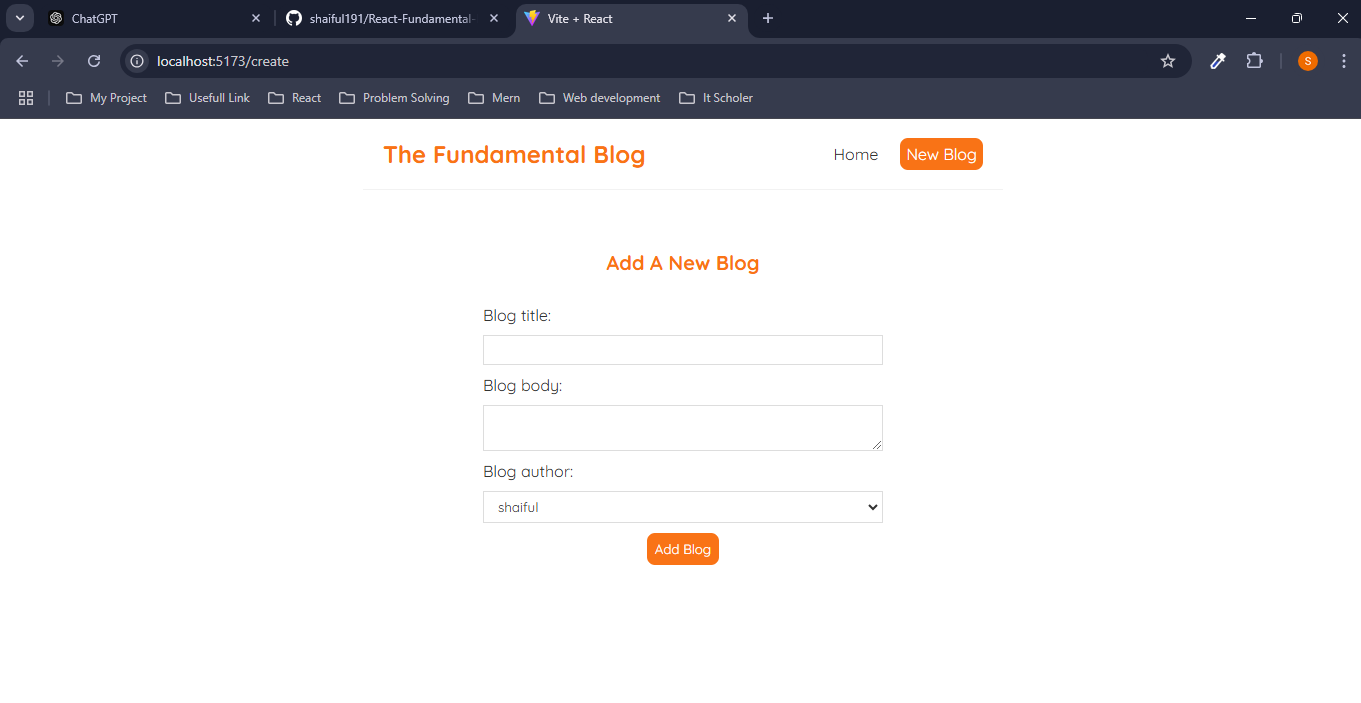 ChatGPT
shaiful191/React-Fundamental-
Vite + React
localhost:5173/create
S
My Project
Usefull Link
React
Problem Solving
Mern
Web development
It Scholer
The Fundamental Blog
Home
New Blog
Add A New Blog
Blog title:
Blog body:
Blog author:
shaiful
Add Blog